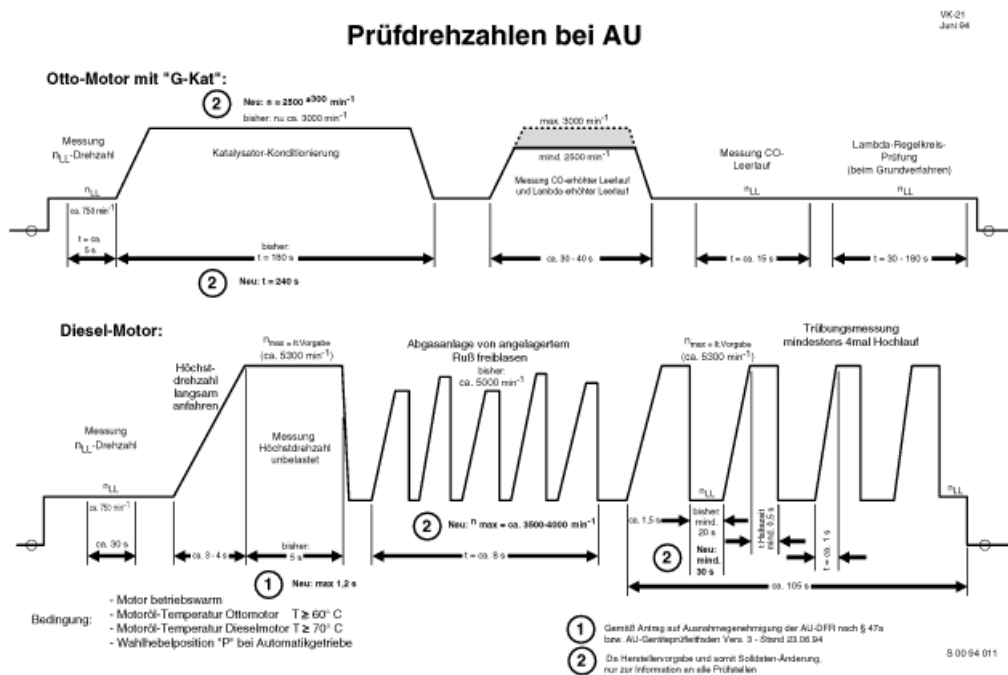 VK-21
Juni 94
Prüfdrehzahlen bei AU
Otto-Motor mit "G-Kat":
2 Neu: n = 2500 ±300 min-1
bisher: n= ca. 3000 min-1
Messung
nLL-Drehzahl
Katalysator-Konditionierung
max. 3000 min-1
mind. 2500 min-1
Messung CO-erhöhter Leerlauf
und Lambda-erhöhter Leerlauf
Messung CO-
Leerlauf
Lambda-Regelkreis-
Prüfung
(beim Grundverfahren)
nLL
nLL
nLL
ca. 750 min-1
t = ca.
5 s
bisher:
t = 180 s
ca. 30 - 40 s
t = ca. 15 s
t = 30 - 180 s
2 Neu: t = 240 s
Diesel-Motor:
nmax = lt.Vorgabe
(ca. 5300 min-1)
Abgasanlage von angelagertem
Ruß freiblasen
bisher:
ca. 5000 min-1
nmax = lt.Vorgabe
(ca. 5300 min-1)
Trübungsmessung
mindestens 4mal Hochlauf
Höchst-
drehzahl
langsam
anfahren
Messung
nLL-Drehzahl
Messung
Höchstdrehzahl
unbelastet
nLL
nLL
nLL
ca. 750 min-1
ca. 30 s
ca. 3 - 4 s
bisher:
5 s
2 Neu: n max = ca. 3500-4000 min-1
t = ca. 8 s
ca. 1,5 s
bisher:
mind.
20 s
2 Neu:
mind.
30 s
t Haltezeit
mind. 0,5 s
t = ca. 1 s
1 Neu: max 1,2 s
ca. 105 s
Bedingung:
- Motor betriebswarm
- Motoröl-Temperatur Ottomotor T ≥ 60° C
- Motoröl-Temperatur Dieselmotor T ≥ 70° C
- Wahlhebelposition "P" bei Automatikgetriebe
1 Gemäß Antrag auf Ausnahmegenehmigung der AU-DFR nach § 47a
bzw. AU-Geräteprüfleitfaden Vers. 3 - Stand 23.06.94
2 Da Herstellervorgabe und somit Solldaten-Änderung,
nur zur Information an alle Prüfstellen
S 00 94 011